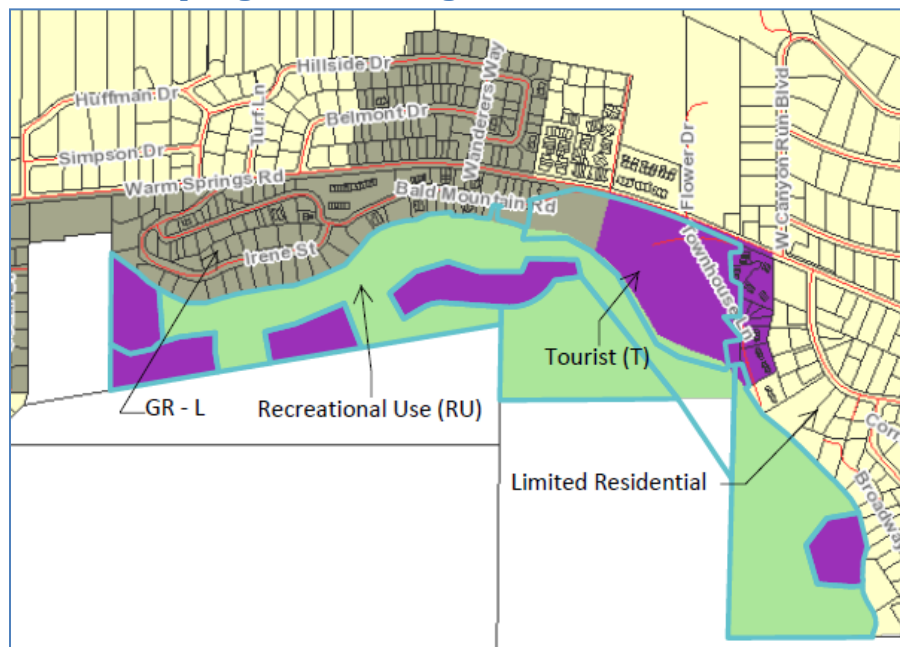 Hillside Dr
Wanderers Way
Huffman Dr
Turf Ln
Belmont Dr
W Canyon Run Blvd
Flower Dr
Simpson Dr
Warm Springs Rd
Bald Mountain Rd
Irene St
Townhouse Ln
Tourist (T)
GR - L
Recreational Use (RU)
Limited Residential
Broadway